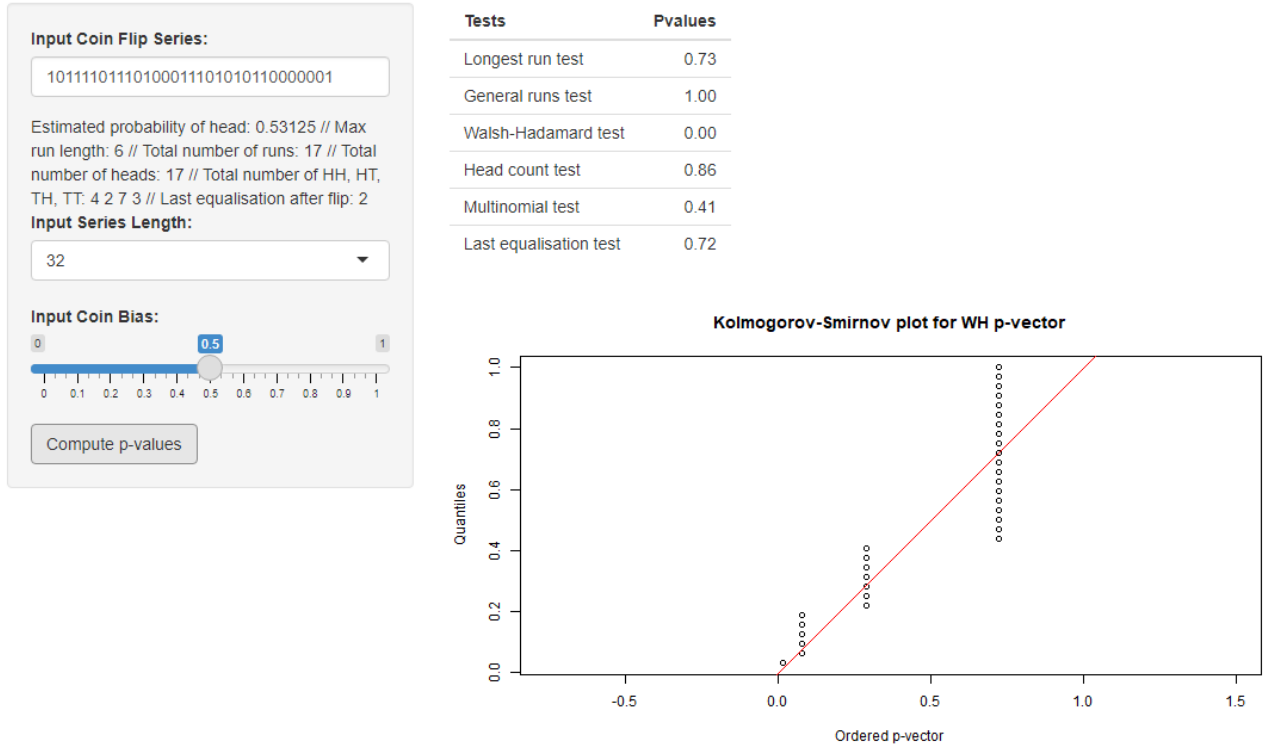 Input Coin Flip Series:
10111101110100011101010110000001
Estimated probability of head: 0.53125 // Max
run length: 6 // Total number of runs: 17 // Total
number of heads: 17 // Total number of HH, HT,
TH, TT: 4 2 7 3 // Last equalisation after flip: 2
Input Series Length:
32
Input Coin Bias:
0 0.5 1
0 0.1 0.2 0.3 0.4 0.5 0.6 0.7 0.8 0.9 1
Compute p-values
Tests Pvalues
Longest run test 0.73
General runs test 1.00
Walsh-Hadamard test 0.00
Head count test 0.86
Multinomial test 0.41
Last equalisation test 0.72
Kolmogorov-Smirnov plot for WH p-vector
Quantiles
1.0
0.8
0.6
0.4
0.2
0.0
-0.5 0.0 0.5 1.0 1.5
Ordered p-vector